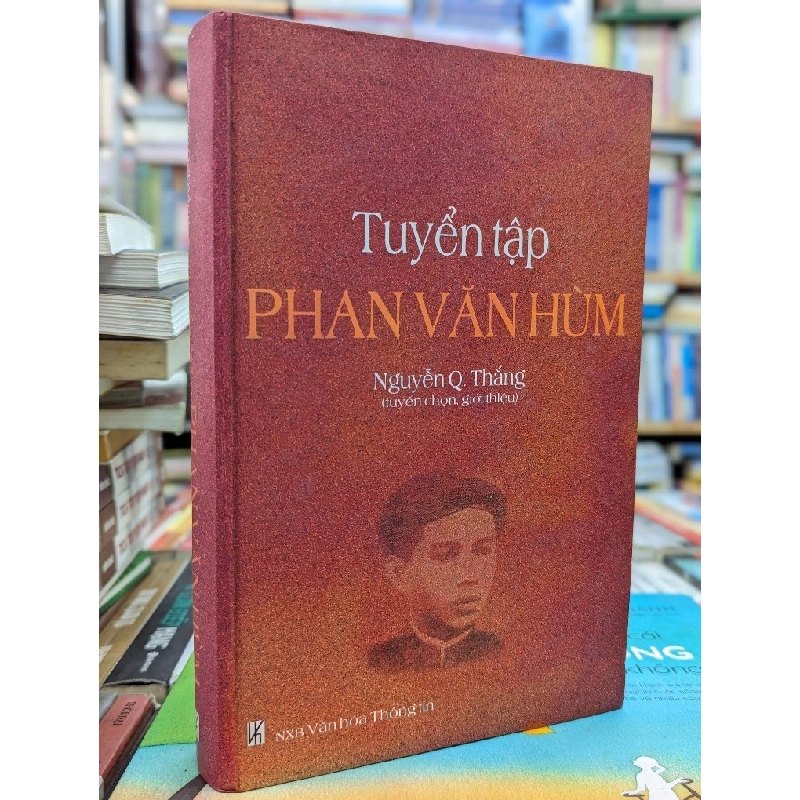 Tuyển tập
PHAN VĂN HÙM
Nguyễn Q. Thắng
(tuyển chọn, giới thiệu)
NXB Văn hóa Thông tin